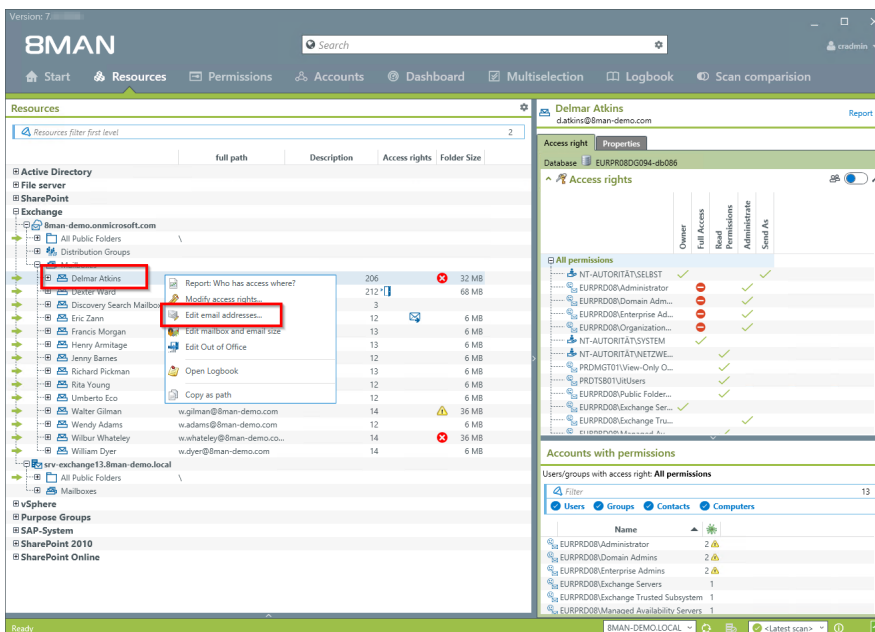 Version: 7.
8MAN
Search
cradmin
Start Resources Permissions Accounts Dashboard Multiselection Logbook Scan comparision
Resources
Resources filter first level 2
full path Description Access rights Folder Size
Active Directory
File server
SharePoint
Exchange
8man-demo.onmicrosoft.com
All Public Folders \
Distribution Groups
Mailboxes
Delmar Atkins 206 32 MB
Dexter Ward 212 68 MB
Discovery Search Mailbox 3
Eric Zann 12 6 MB
Francis Morgan 13 6 MB
Henry Armitage 13 6 MB
Jenny Barnes 12 6 MB
Richard Pickman 13 6 MB
Rita Young 12 6 MB
Umberto Eco 12 6 MB
Walter Gilman w.gilman@8man-demo.com 14 36 MB
Wendy Adams w.adams@8man-demo.com 12 6 MB
Wilbur Whateley w.whateley@8man-demo.co... 14 36 MB
William Dyer w.dyer@8man-demo.com 14 6 MB
srv-exchange13.8man-demo.local
All Public Folders \
Mailboxes
vSphere
Purpose Groups
SAP-System
SharePoint 2010
SharePoint Online
Report: Who has access where?
Modify access rights...
Edit email addresses...
Edit mailbox and email size
Edit Out of Office
Open Logbook
Copy as path
Delmar Atkins
d.atkins@8man-demo.com
Report
Access right Properties
Database EURPR08DG094-db086
Access rights
Owner
Full Access
Read Permissions
Administrate
Send As
All permissions
NT-AUTORITÄT\SELBST
EURPRD08\Administrator
EURPRD08\Domain Adm...
EURPRD08\Enterprise Ad...
EURPRD08\Organization...
NT-AUTORITÄT\SYSTEM
NT-AUTORITÄT\NETZWE...
PRDMGT01\View-Only O...
PRDTSB01\JitUsers
EURPRD08\Public Folder...
EURPRD08\Exchange Ser...
EURPRD08\Exchange Tru...
EURPRD08\Managed Av...
Accounts with permissions
Users/groups with access right: All permissions
Filter 13
Users Groups Contacts Computers
Name
EURPRD08\Administrator 2
EURPRD08\Domain Admins 2
EURPRD08\Enterprise Admins 2
EURPRD08\Exchange Servers 1
EURPRD08\Exchange Trusted Subsystem 1
EURPRD08\Managed Availability Servers 1
Ready
8MAN-DEMO.LOCAL
<Latest scan>